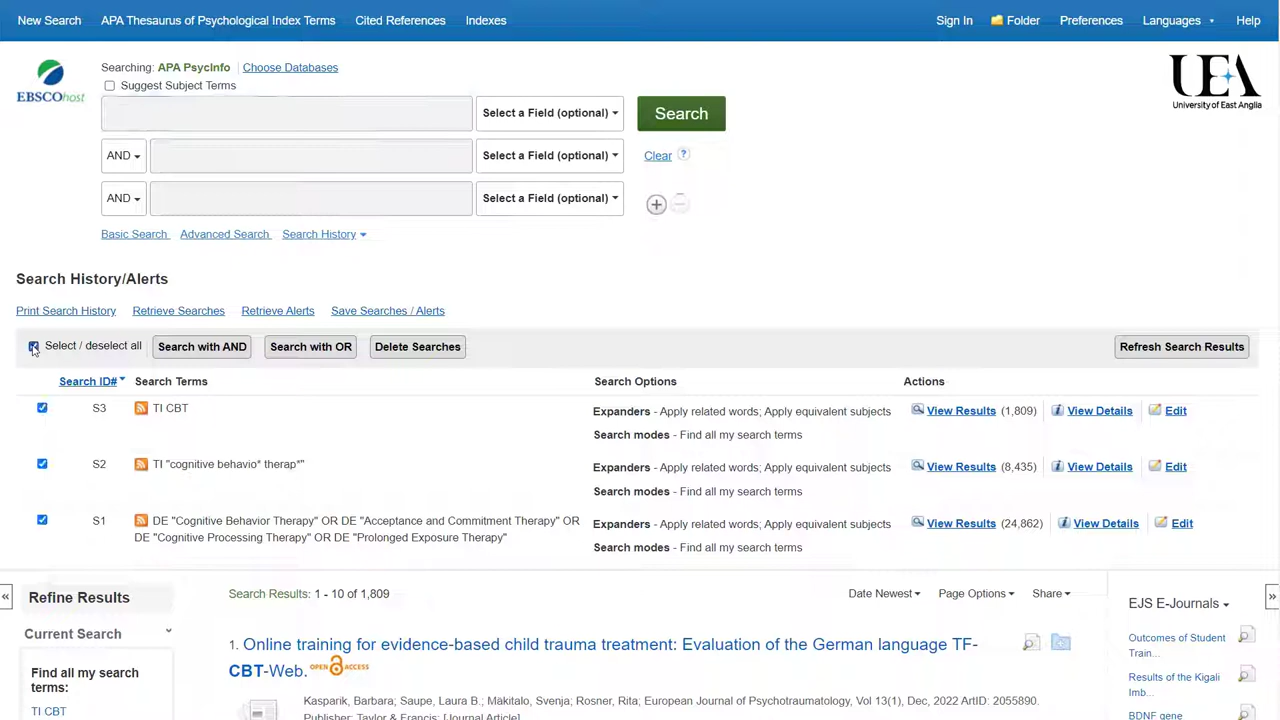 New Search APA Thesaurus of Psychological Index Terms Cited References Indexes Sign In Folder Preferences Languages Help
Searching: APA PsycInfo Choose Databases
Suggest Subject Terms
EBSCOhost
UEA
University of East Anglia
Select a Field (optional) Search
AND Select a Field (optional) Clear ?
AND Select a Field (optional)
Basic Search Advanced Search Search History
Search History/Alerts
Print Search History Retrieve Searches Retrieve Alerts Save Searches / Alerts
Select / deselect all Search with AND Search with OR Delete Searches Refresh Search Results
Search ID# Search Terms Search Options Actions
S3 TI CBT Expanders - Apply related words; Apply equivalent subjects View Results (1,809) View Details Edit
Search modes - Find all my search terms
S2 TI "cognitive behavio* therap*" Expanders - Apply related words; Apply equivalent subjects View Results (8,435) View Details Edit
Search modes - Find all my search terms
S1 DE "Cognitive Behavior Therapy" OR DE "Acceptance and Commitment Therapy" OR Expanders - Apply related words; Apply equivalent subjects View Results (24,862) View Details Edit
DE "Cognitive Processing Therapy" OR DE "Prolonged Exposure Therapy" Search modes - Find all my search terms
Refine Results
Current Search
Find all my search
terms:
TI CBT
Search Results: 1 - 10 of 1,809 Date Newest Page Options Share
1. Online training for evidence-based child trauma treatment: Evaluation of the German language TF-
CBT-Web. OPEN ACCESS
Kasparik, Barbara; Saupe, Laura B.; Mäkitalo, Svenja; Rosner, Rita; European Journal of Psychotraumatology, Vol 13(1), Dec, 2022 ArtID: 2055890.
Publisher: Taylor & Francis; [Journal Article]
EJS E-Journals
Outcomes of Student
Train...
Results of the Kigali
Imb...
BDNF gene